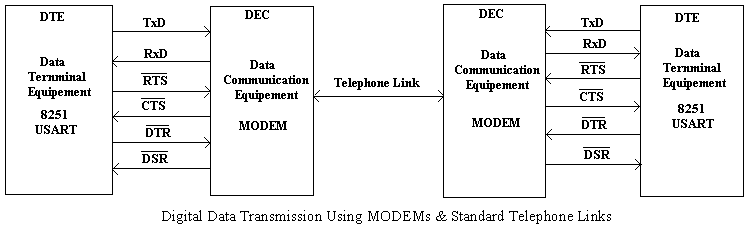 DTE
Data
Ternminal
Equipement
8251
USART
TxD
RxD
RTS
CTS
DTR
DSR
DEC
Data
Communication
Equipement
MODEM
Telephone Link
DEC
Data
Communication
Equipement
MODEM
TxD
RxD
RTS
CTS
DTR
DSR
DTE
Data
Ternminal
Equipement
8251
USART
Digital Data Transmission Using MODEMs & Standard Telephone Links